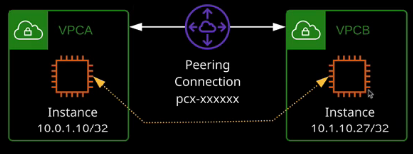 VPCA
VPCB
Peering
Connection
pcx-xxxxxx
Instance
10.0.1.10/32
Instance
10.1.10.27/32